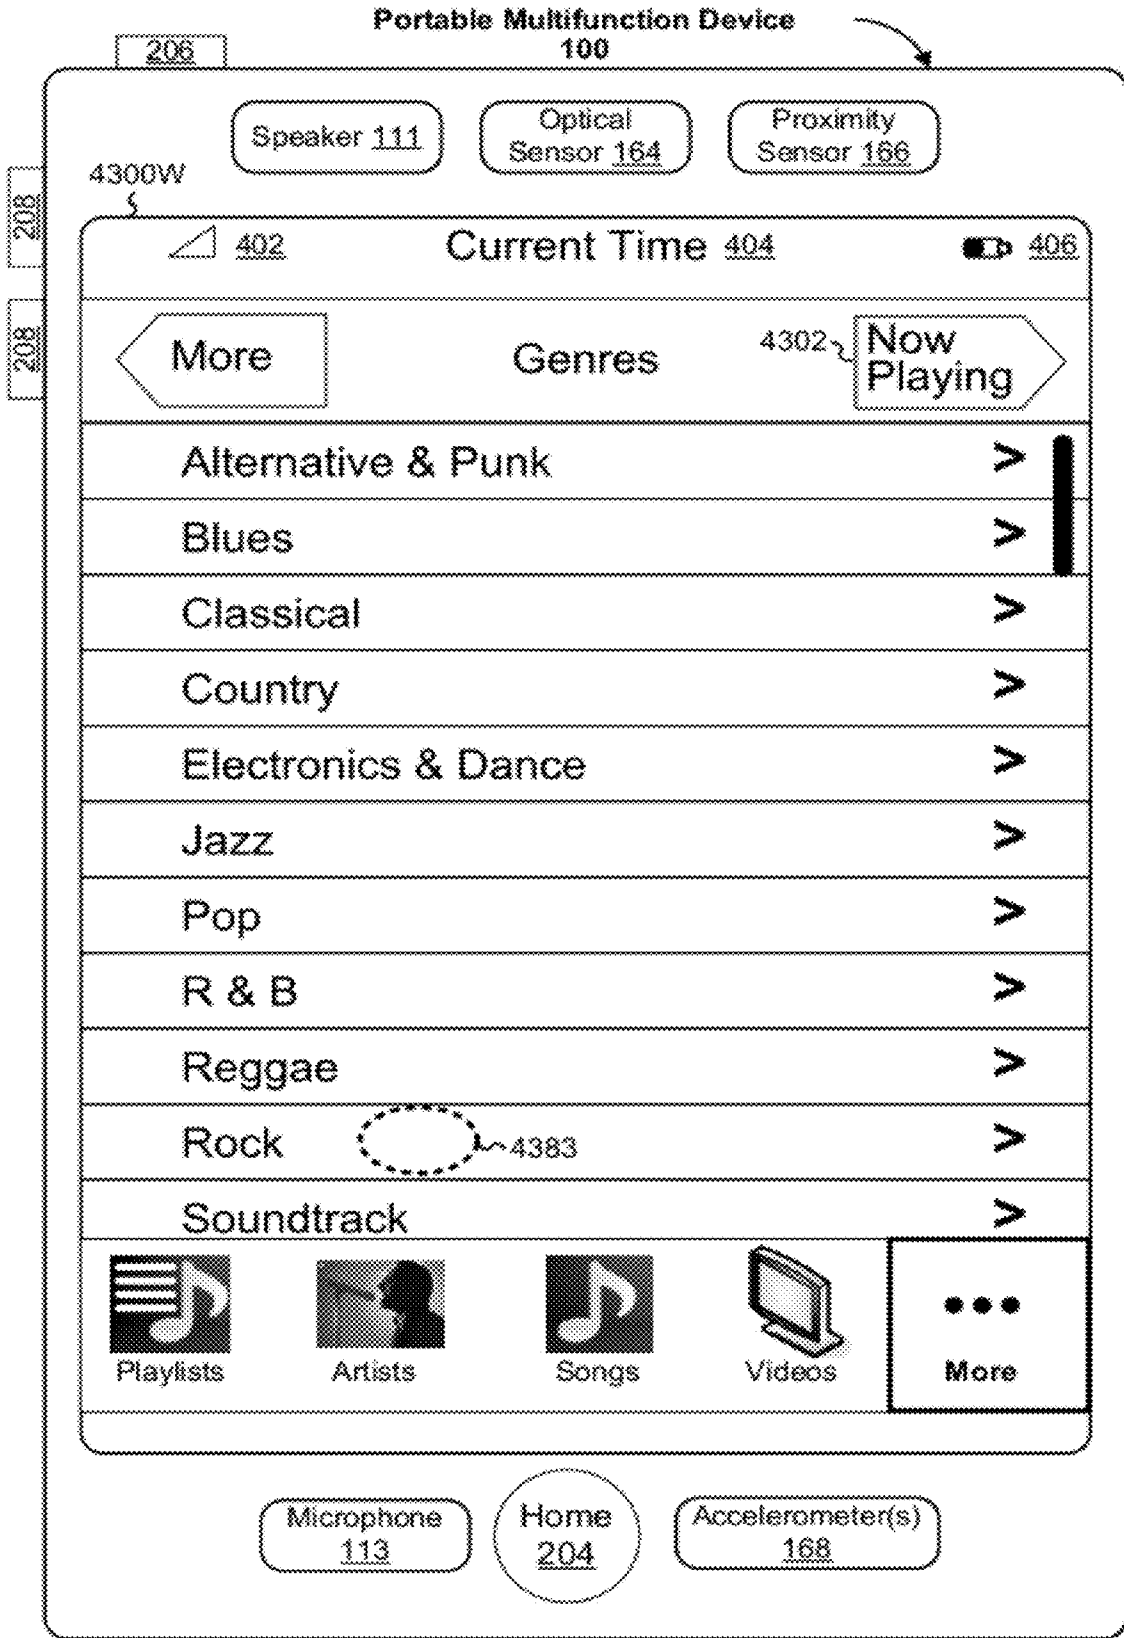 Portable Multifunction Device
100
206
Speaker 111
Optical
Sensor 164
Proximity
Sensor 166
4300W
208
208
402
Current Time 404
406
More
Genres
4302
Now
Playing
Alternative & Punk
>
Blues
>
Classical
>
Country
>
Electronics & Dance
>
Jazz
>
Pop
>
R & B
>
Reggae
>
Rock
4383
>
Soundtrack
>
Playlists
Artists
Songs
Videos
More
Microphone
113
Home
204
Accelerometer(s)
168